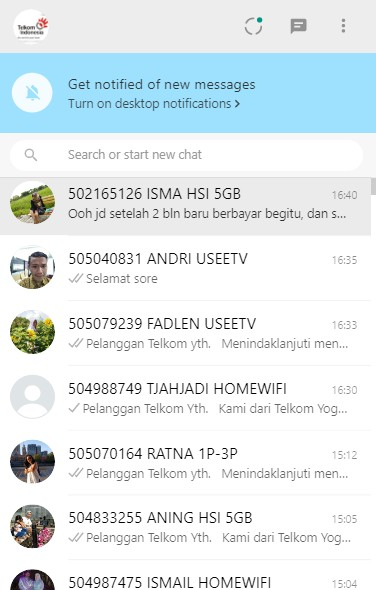 Telkom
Indonesia
Get notified of new messages
Turn on desktop notifications >
Search or start new chat
502165126 ISMA HSI 5GB 16:40
Ooh jd setelah 2 bln baru berbayar begitu, dan s...
505040831 ANDRI USEETV 16:35
Selamat sore
505079239 FADLEN USEETV 16:33
Pelanggan Telkom yth. Menindaklanjuti men...
504988749 TJAHJADI HOMEWIFI 16:30
Pelanggan Telkom Yth. Kami dari Telkom Yog...
505070164 RATNA 1P-3P 15:12
Pelanggan Telkom yth. Menindaklanjuti men...
504833255 ANING HSI 5GB 15:05
Pelanggan Telkom Yth. Kami dari Telkom Yog...
504987475 ISMAIL HOMEWIFI 15:04